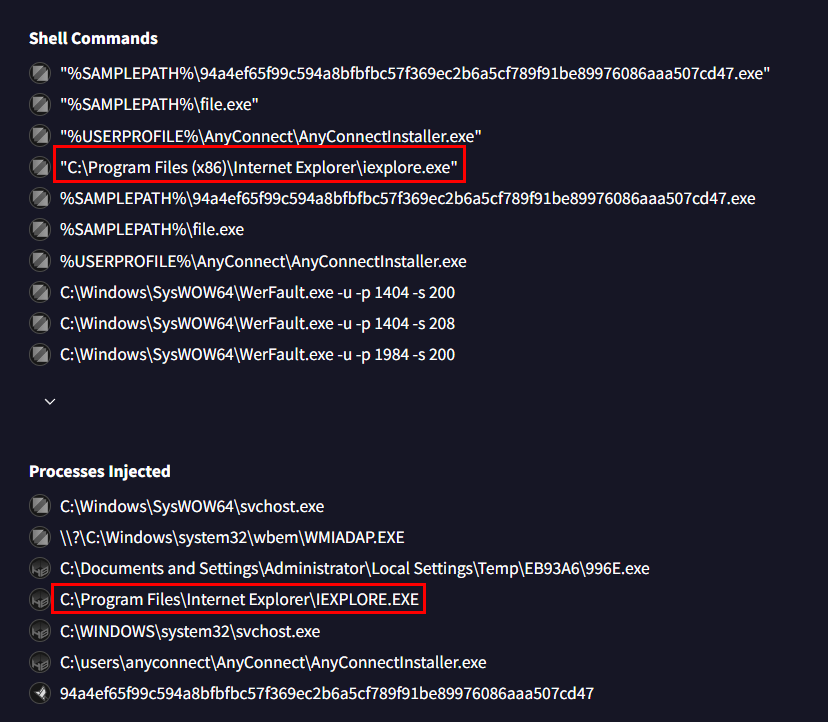 Shell Commands
"%SAMPLEPATH%\94a4ef65f99c594a8bfbfbc57f369ec2b6a5cf789f91be89976086aaa507cd47.exe"
"%SAMPLEPATH%\file.exe"
"%USERPROFILE%\AnyConnect\AnyConnectInstaller.exe"
"C:\Program Files (x86)\Internet Explorer\iexplore.exe"
%SAMPLEPATH%\94a4ef65f99c594a8bfbfbc57f369ec2b6a5cf789f91be89976086aaa507cd47.exe
%SAMPLEPATH%\file.exe
%USERPROFILE%\AnyConnect\AnyConnectInstaller.exe
C:\Windows\SysWOW64\WerFault.exe -u -p 1404 -s 200
C:\Windows\SysWOW64\WerFault.exe -u -p 1404 -s 208
C:\Windows\SysWOW64\WerFault.exe -u -p 1984 -s 200
Processes Injected
C:\Windows\SysWOW64\svchost.exe
\\?\C:\Windows\system32\wbem\WMIADAP.EXE
C:\Documents and Settings\Administrator\Local Settings\Temp\EB93A6\996E.exe
C:\Program Files\Internet Explorer\IEXPLORE.EXE
C:\WINDOWS\system32\svchost.exe
C:\users\anyconnect\AnyConnect\AnyConnectInstaller.exe
94a4ef65f99c594a8bfbfbc57f369ec2b6a5cf789f91be89976086aaa507cd47